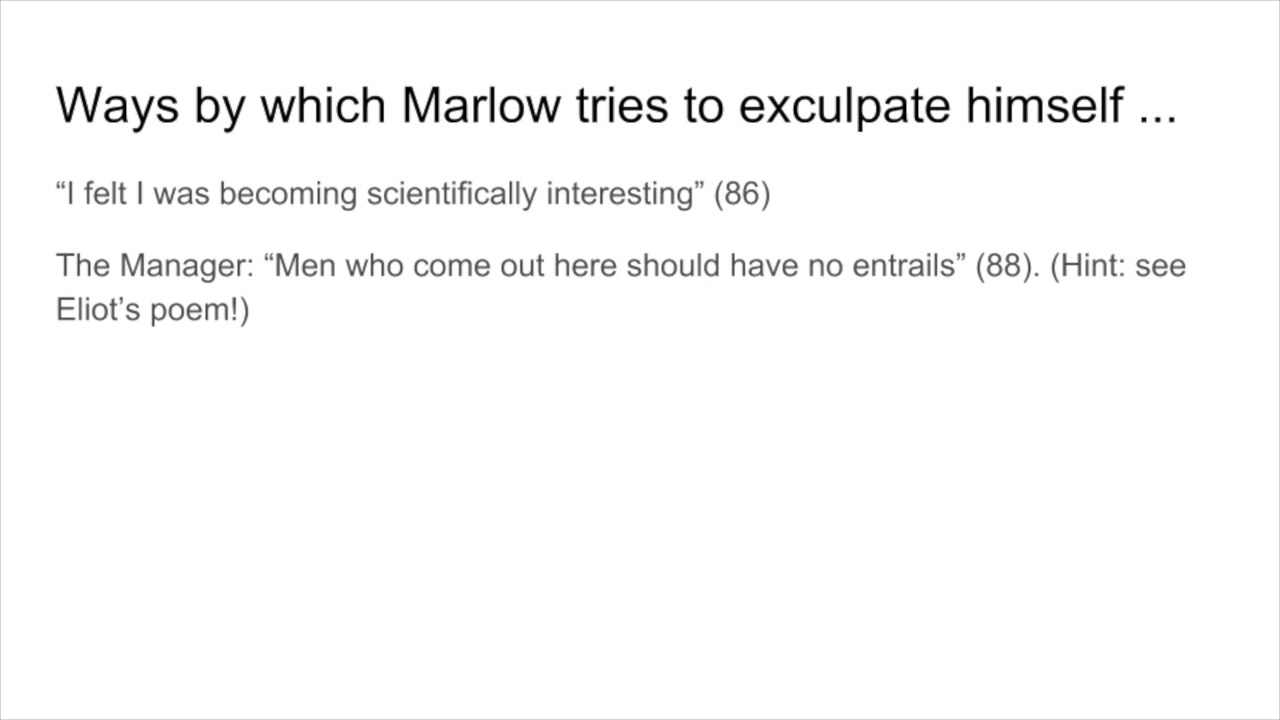 Ways by which Marlow tries to exculpate himself ...
“I felt I was becoming scientifically interesting” (86)
The Manager: “Men who come out here should have no entrails” (88). (Hint: see
Eliot’s poem!)